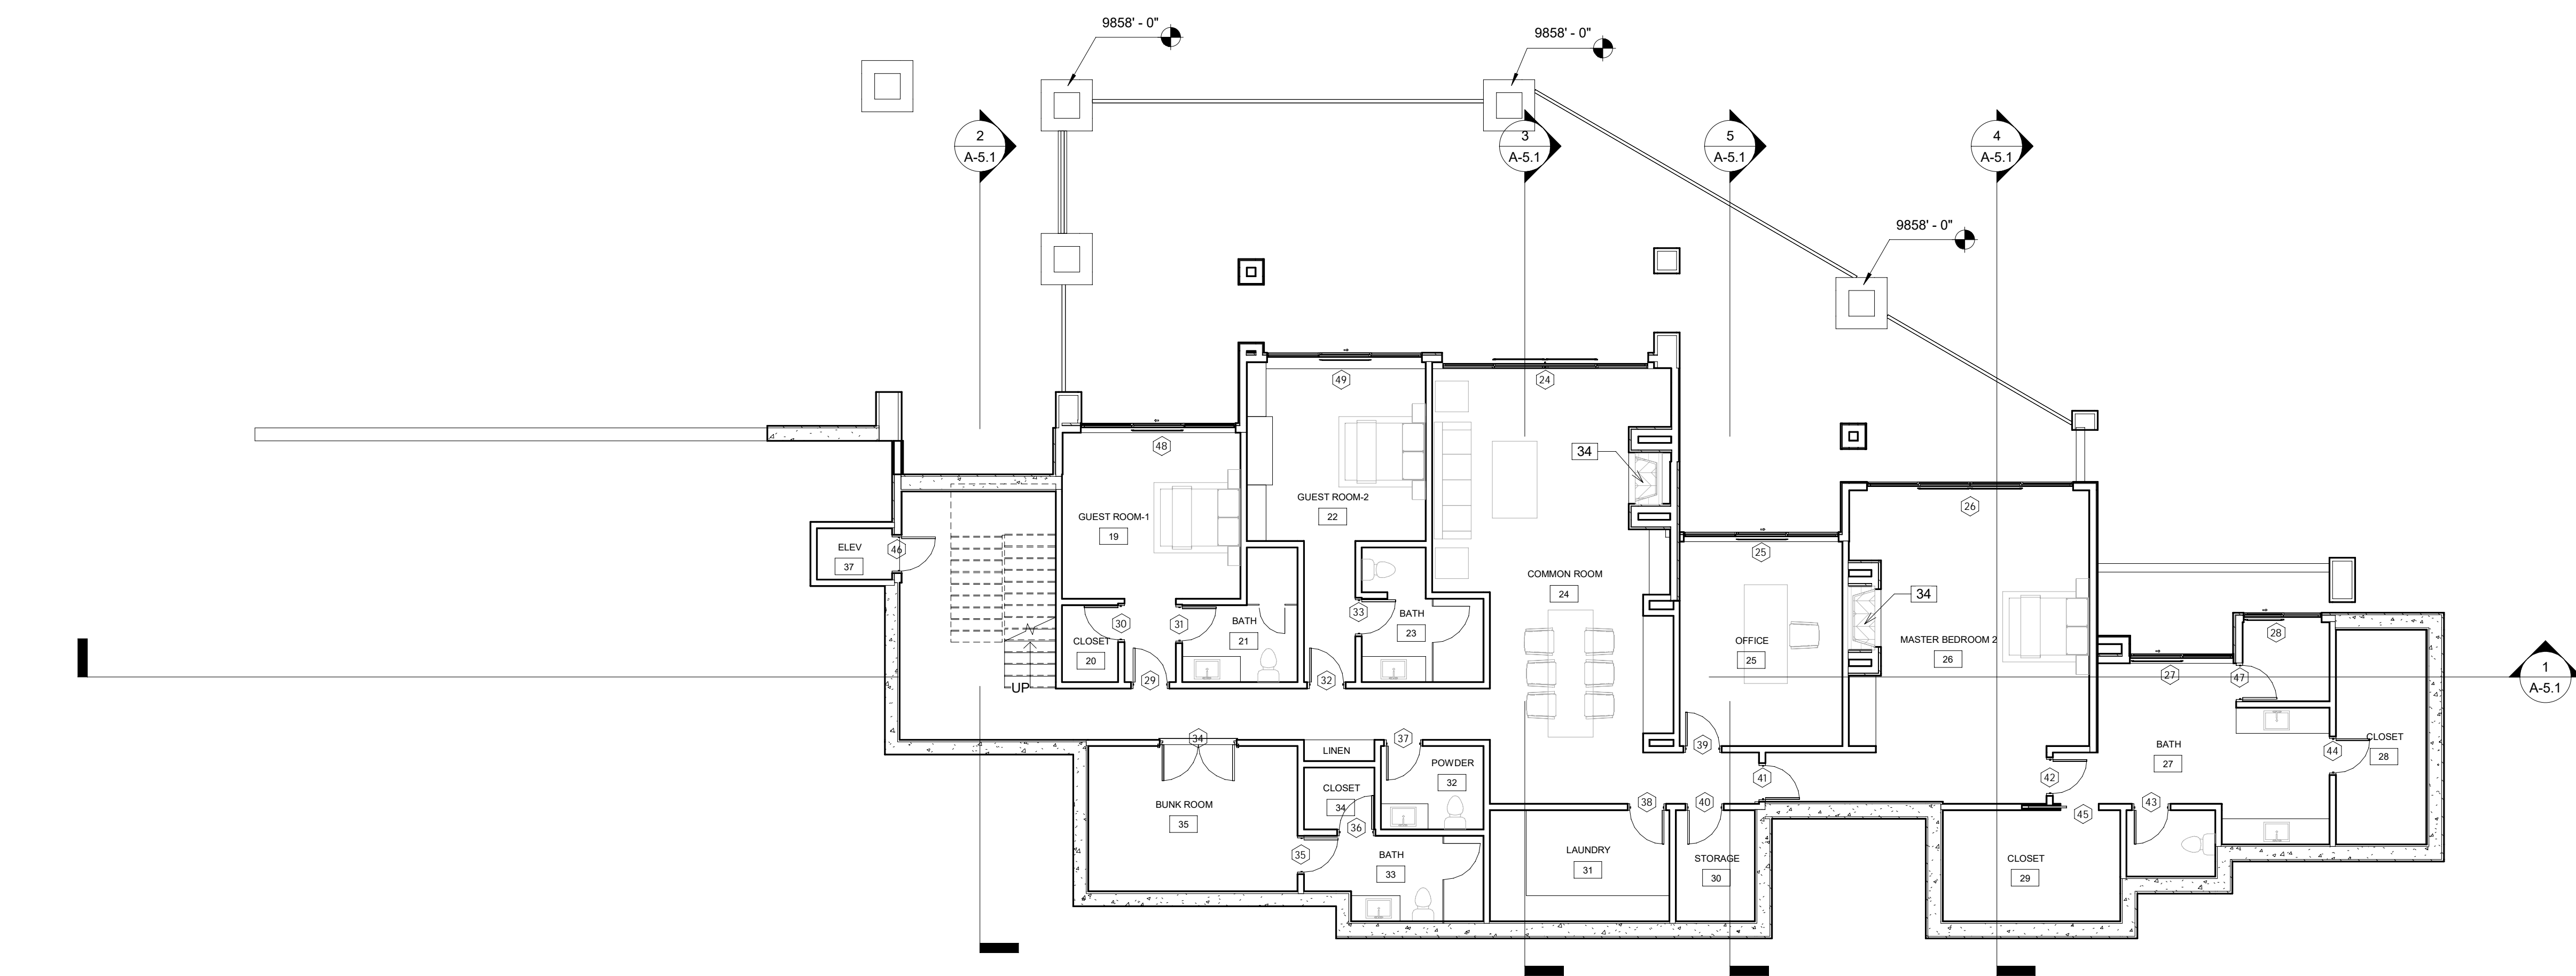 9858' - 0"
9858' - 0"
2
A-5.1
3
A-5.1
5
A-5.1
4
A-5.1
9858' - 0"
49
24
48
34
GUEST ROOM-2
22
GUEST ROOM-1
19
26
ELEV
37
46
25
COMMON ROOM
24
34
30
31
BATH
21
33
BATH
23
CLOSET
20
OFFICE
25
MASTER BEDROOM 2
26
28
27
47
1
A-5.1
29
32
UP
34
37
LINEN
39
BATH
27
44
CLOSET
28
POWDER
32
41
42
CLOSET
34
BUNK ROOM
35
36
38
40
43
45
35
BATH
33
LAUNDRY
31
STORAGE
30
CLOSET
29